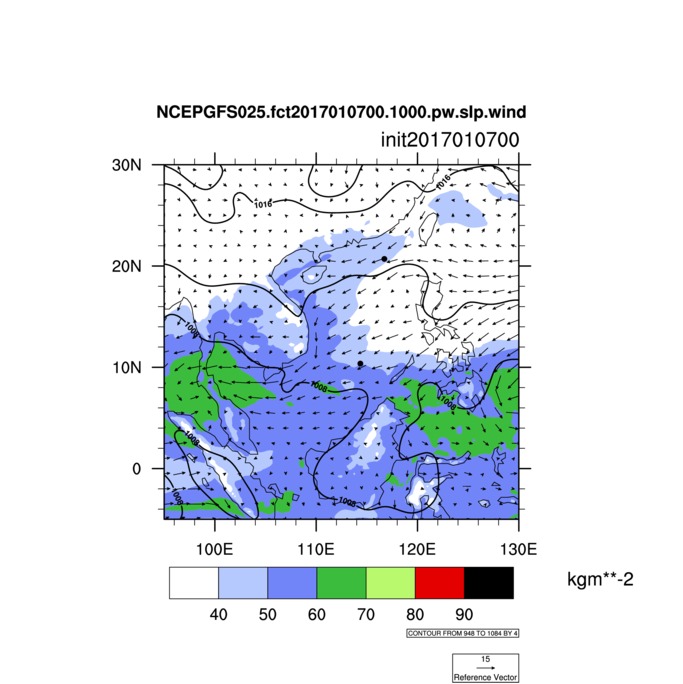 NCEPGFS025.fct2017010700.1000.pw.slp.wind
init2017010700
30N
1016
1016
20N
1008
10N
1008
1008
1008
0
1008
1008
100E
110E
120E
130E
kgm**-2
40
50
60
70
80
90
CONTOUR FROM 948 TO 1084 BY 4
15
Reference Vector